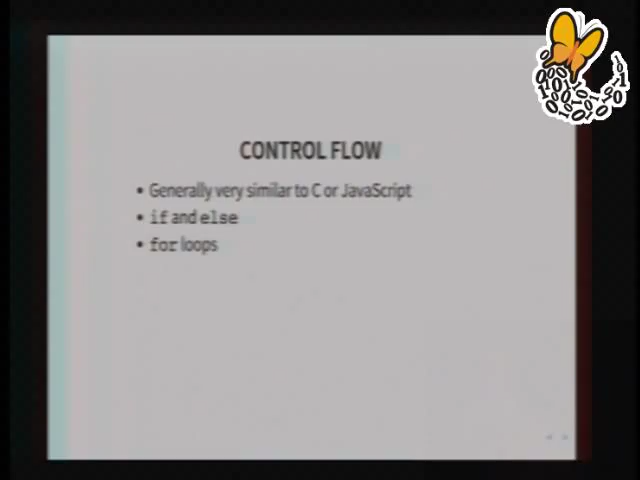 CONTROL FLOW
• Generally very similar to C or JavaScript
• if and else
• for loops